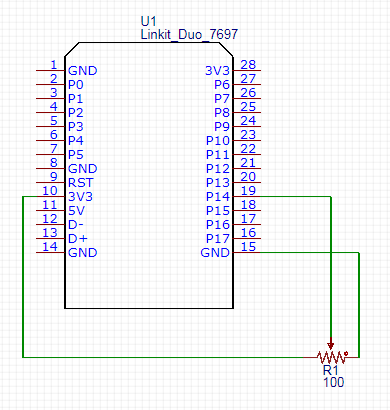 U1
Linkit_Duo_7697
1 GND 3V3 28
2 P0 P6 27
3 P1 P7 26
4 P2 P8 25
5 P3 P9 24
6 P4 P10 23
7 P5 P11 22
8 GND P12 21
9 RST P13 20
10 3V3 P14 19
11 5V P15 18
12 D- P16 17
13 D+ P17 16
14 GND GND 15
R1
100